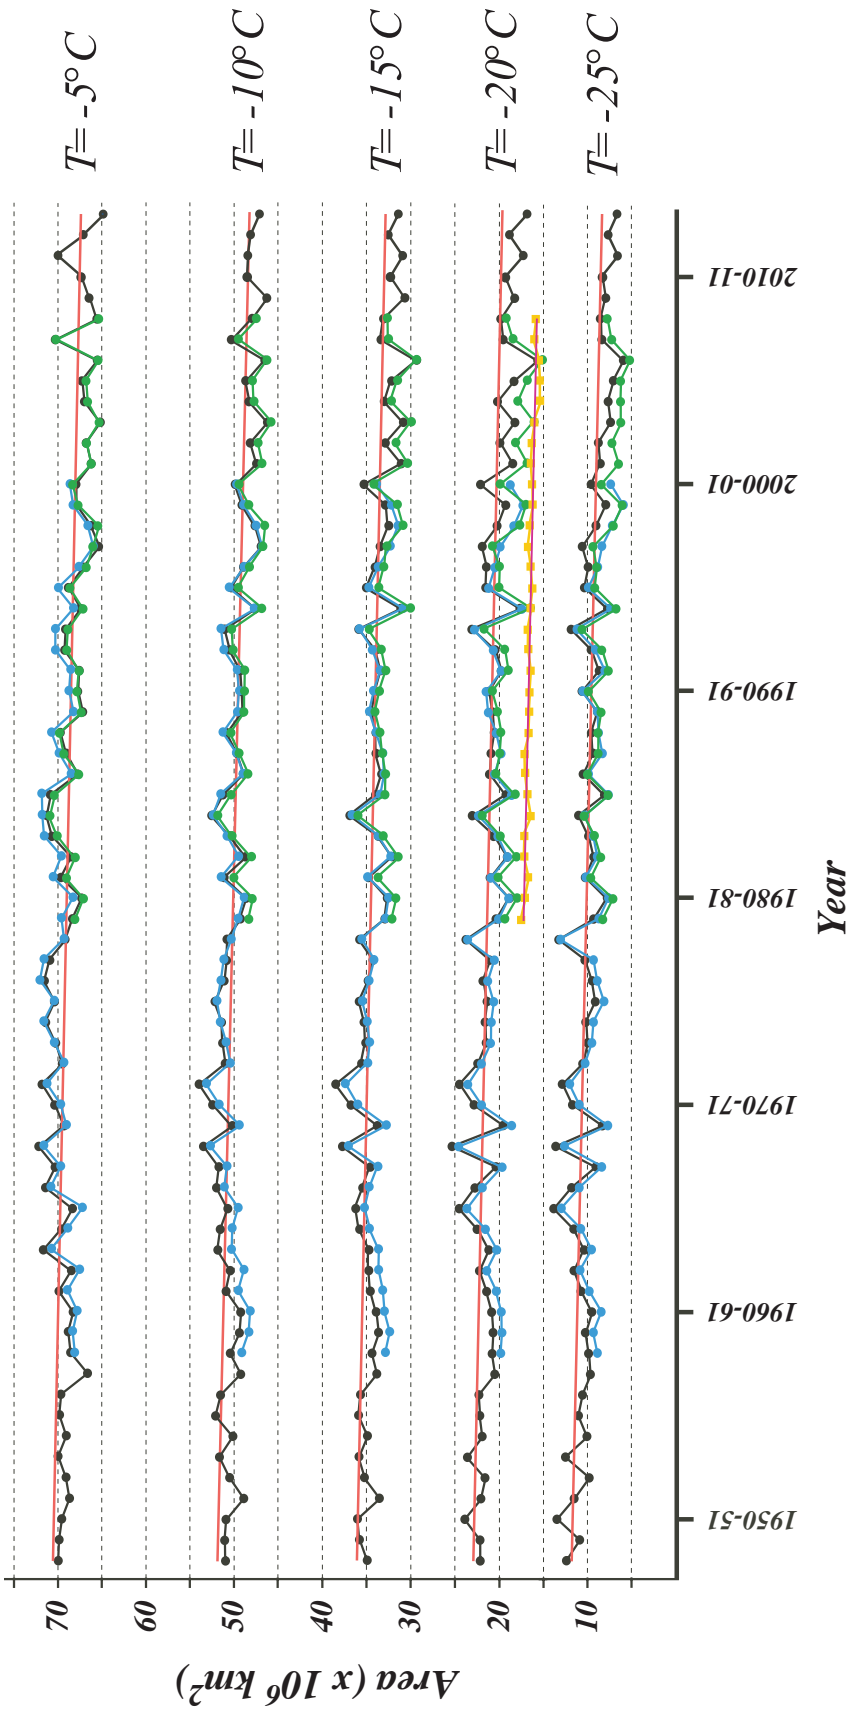 T= -5° C
T= -10° C
T= -15° C
T= -20° C
T= -25° C
70
60
50
40
30
20
10
Area (x 10⁶ km²)
1950-51
1960-61
1970-71
1980-81
1990-91
2000-01
2010-11
Year